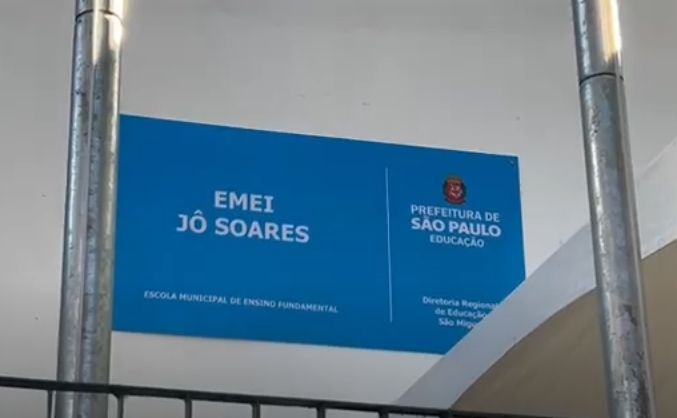 EMEI
JÔ SOARES
ESCOLA MUNICIPAL DE ENSINO FUNDAMENTAL
PREFEITURA DE
SÃO PAULO
EDUCAÇÃO
Diretoria Regional
de Educação
São